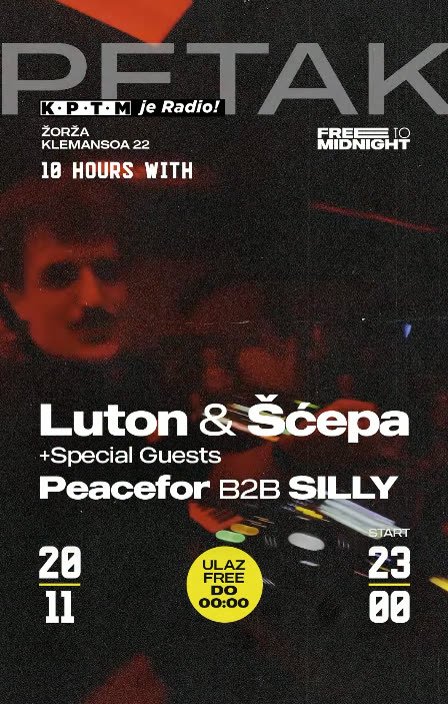 PETAK
K·P·T·M je Radio!
ŽORŽA
KLEMANSOA 22
FREE TO
MIDNIGHT
10 HOURS WITH
Luton & Šćepa
+Special Guests
Peacefor B2B SILLY
START
20
11
ULAZ
FREE
DO
00:00
23
00